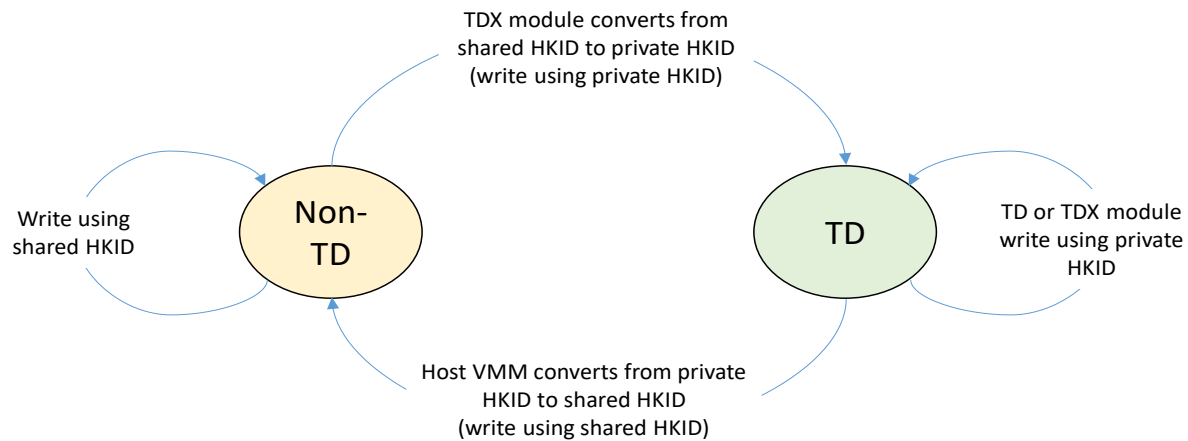 TDX module converts from
shared HKID to private HKID
(write using private HKID)
Write using
shared HKID
Non-
TD
TD
TD or TDX module
write using private
HKID
Host VMM converts from private
HKID to shared HKID
(write using shared HKID)